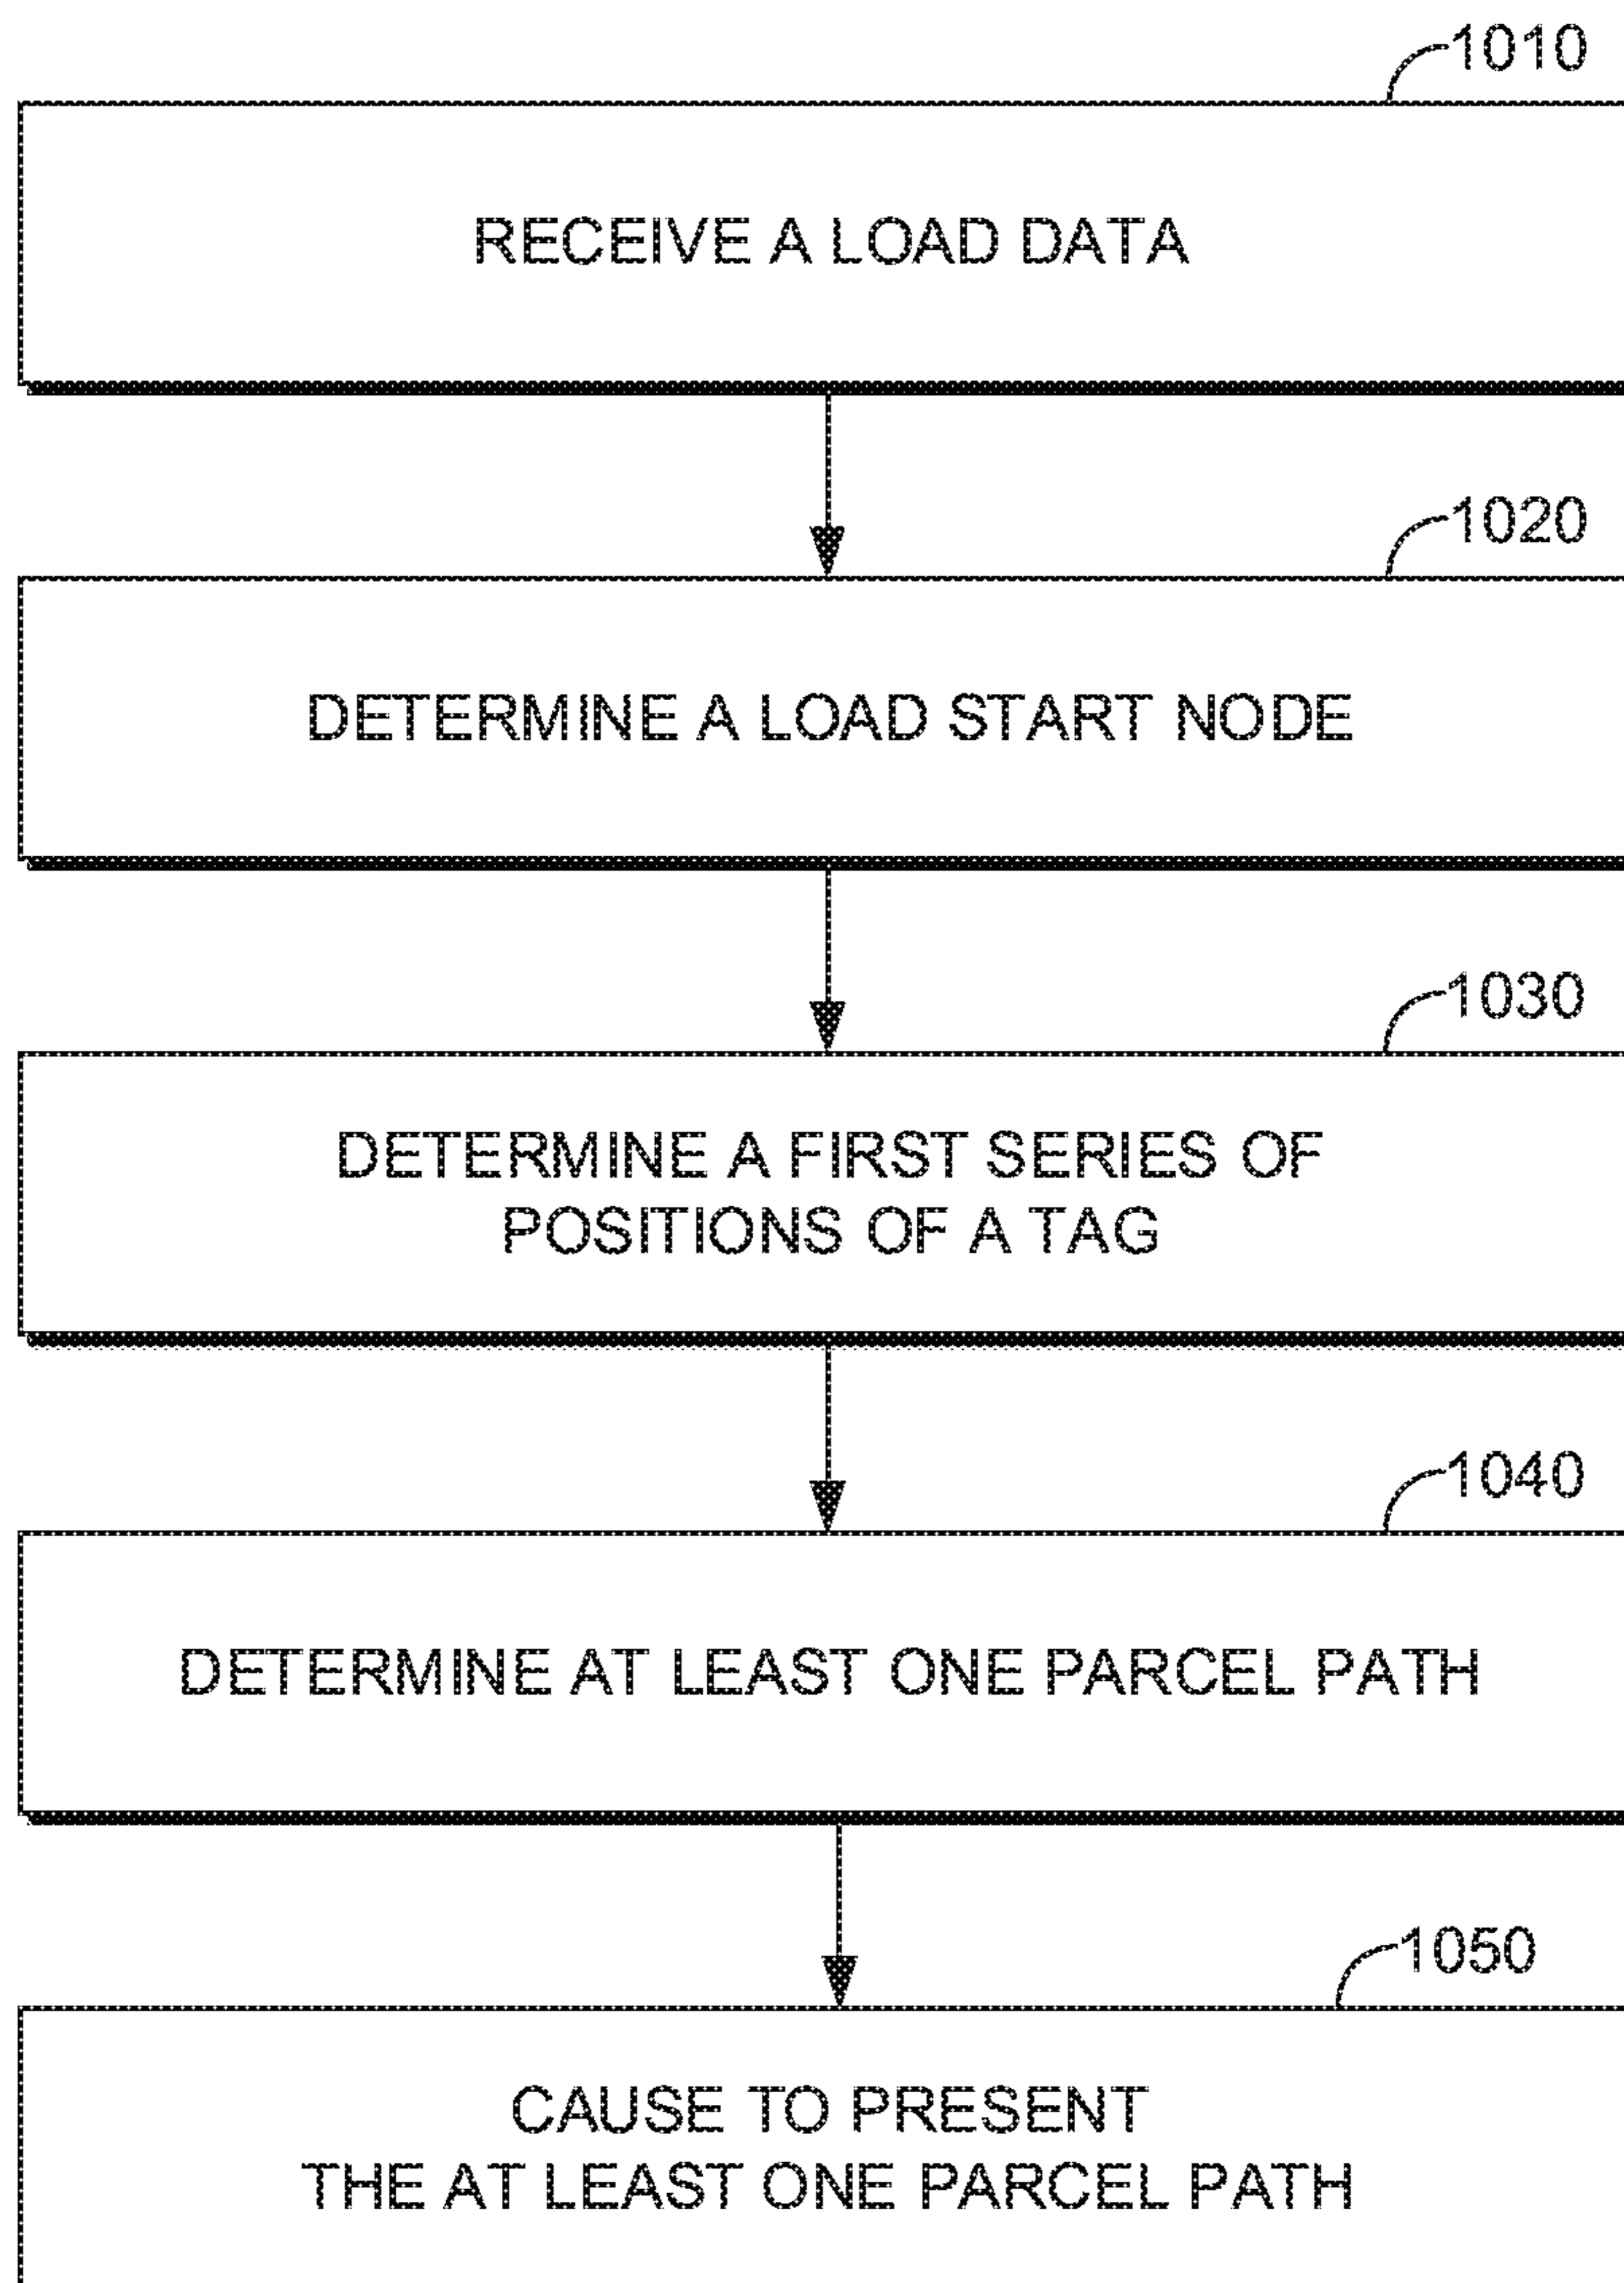 1010
RECEIVE A LOAD DATA
1020
DETERMINE A LOAD START NODE
1030
DETERMINE A FIRST SERIES OF
POSITIONS OF A TAG
1040
DETERMINE AT LEAST ONE PARCEL PATH
1050
CAUSE TO PRESENT
THE AT LEAST ONE PARCEL PATH